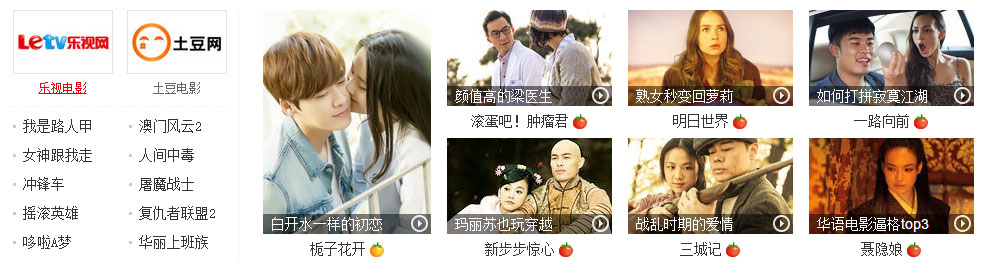 Letv乐视网
土豆网
乐视电影
土豆电影
我是路人甲
澳门风云2
女神跟我走
人间中毒
冲锋车
屠魔战士
摇滚英雄
复仇者联盟2
哆啦A梦
华丽上班族
白开水一样的初恋
栀子花开
颜值高的梁医生
滚蛋吧！肿瘤君
熟女秒变回萝莉
明日世界
如何打拼寂寞江湖
一路向前
玛丽苏也玩穿越
新步步惊心
战乱时期的爱情
三城记
华语电影逼格top3
聂隐娘